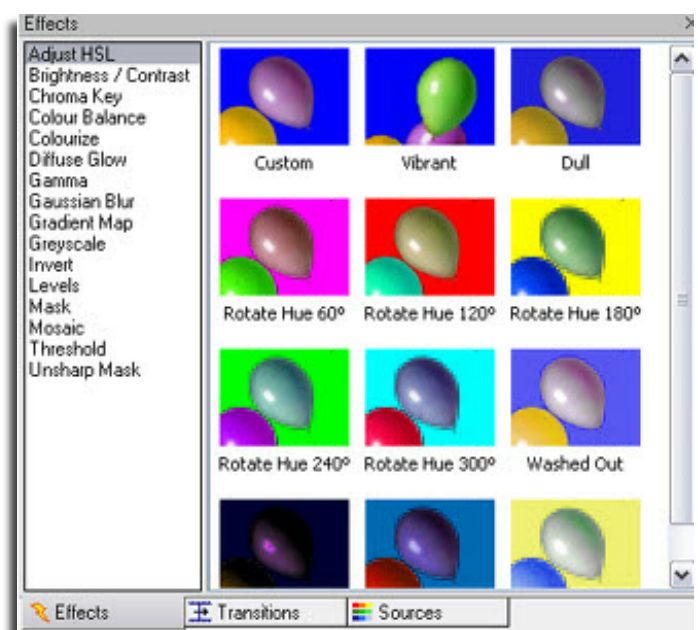 Effects
Adjust HSL
Brightness / Contrast
Chroma Key
Colour Balance
Colourize
Diffuse Glow
Gamma
Gaussian Blur
Gradient Map
Greyscale
Invert
Levels
Mask
Mosaic
Threshold
Unsharp Mask
Custom
Vibrant
Dull
Rotate Hue 60º
Rotate Hue 120º
Rotate Hue 180º
Rotate Hue 240º
Rotate Hue 300º
Washed Out
Effects
Transitions
Sources